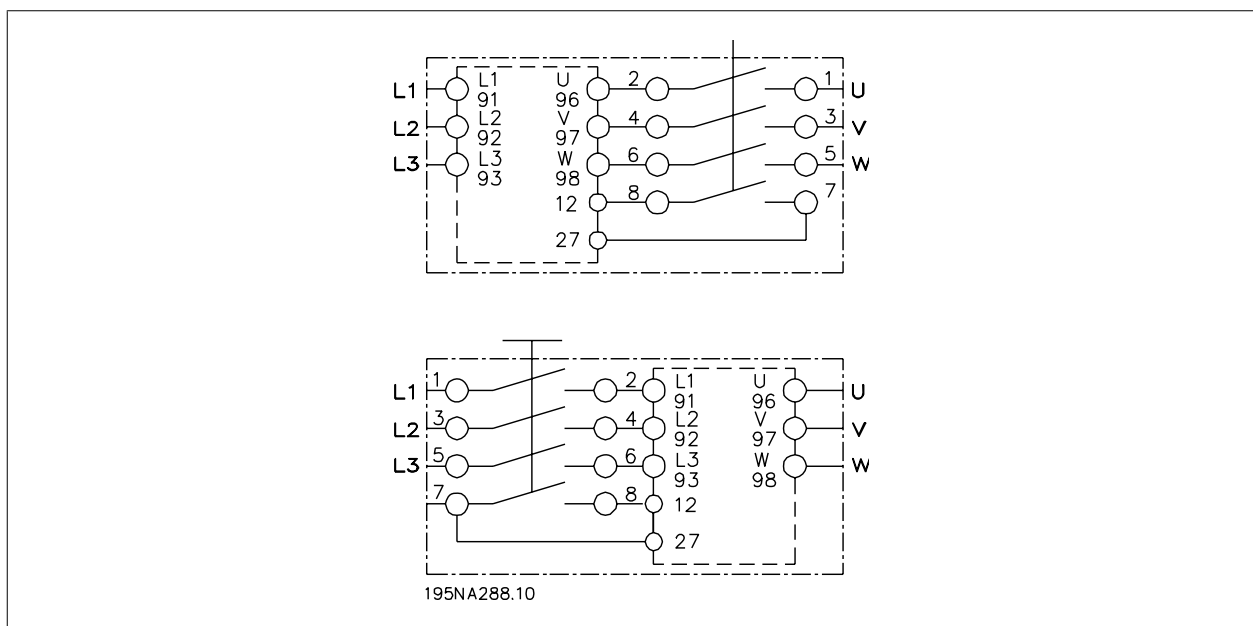 L1 L1 U 2 1 U
91 96
L2 L2 V 4 3 V
92 97
L3 L3 W 6 5 W
93 98
12 8 7
27
L1 1 2 L1 U U
91 96
L2 3 4 L2 V V
92 97
L3 5 6 L3 W W
93 98
7 8 12
27
195NA288.10